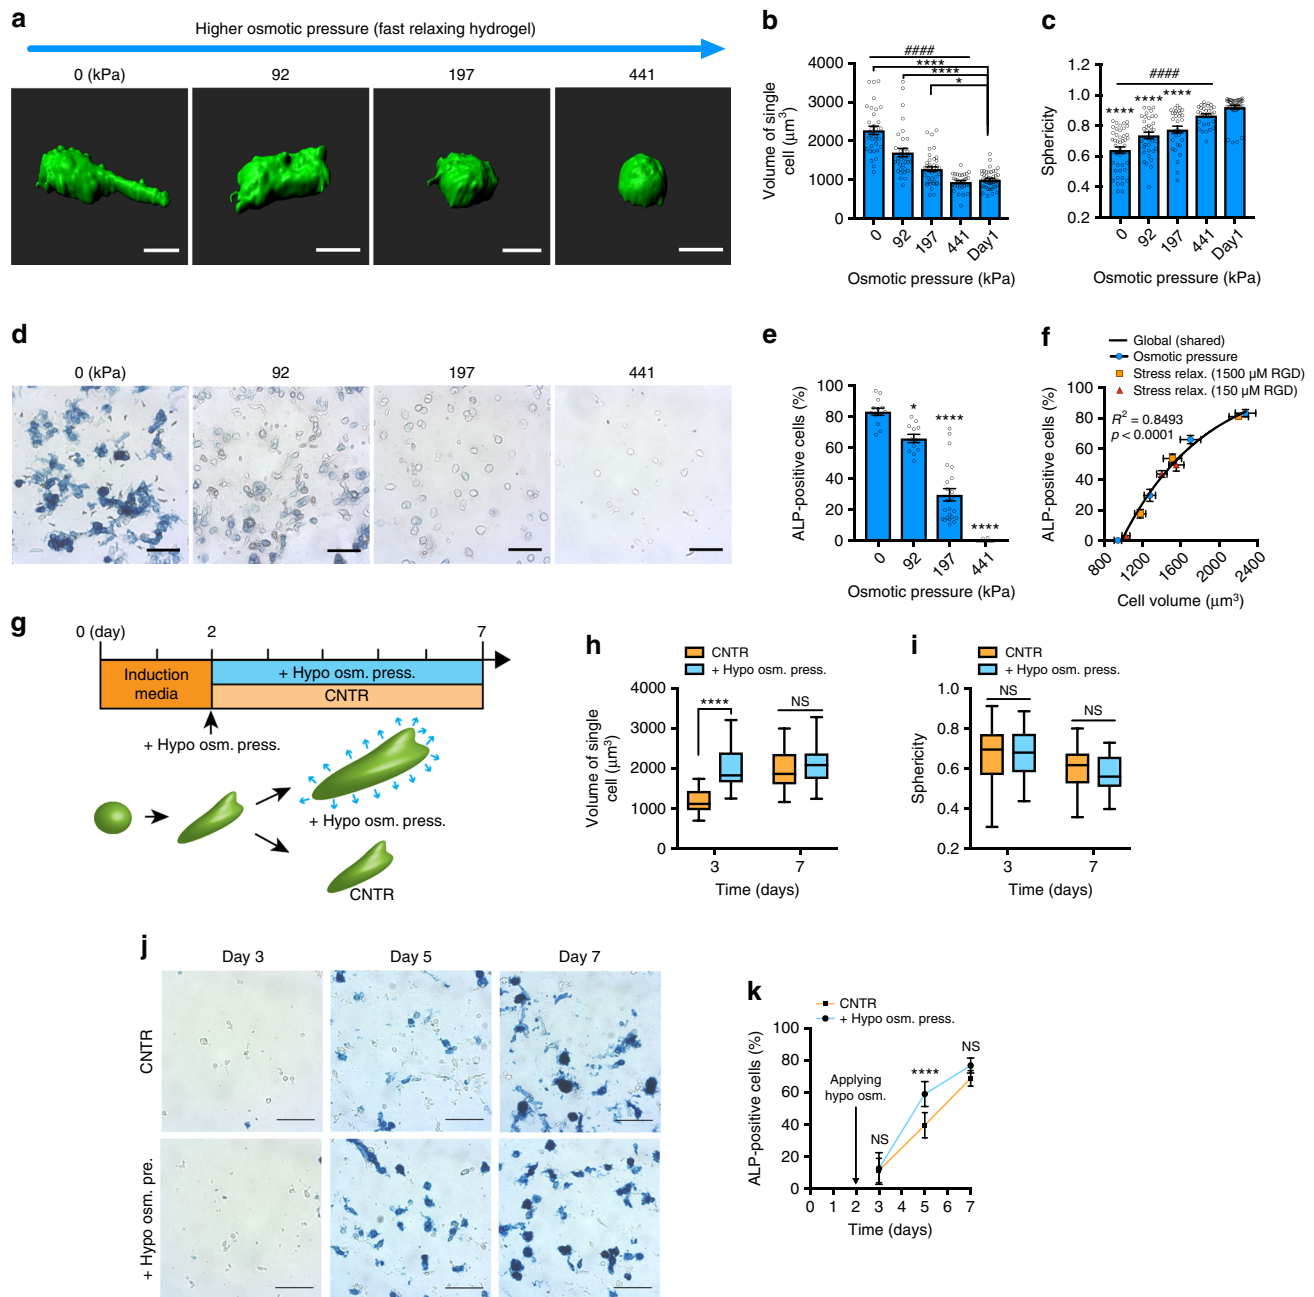 a
Higher osmotic pressure (fast relaxing hydrogel)
0 (kPa)
92
197
441
b
####
****
****
*
4000
3000
2000
1000
0
Volume of single
cell (μm³)
0
92
197
441
Day1
Osmotic pressure (kPa)
c
####
****
****
****
1.2
1.0
0.8
0.6
0.4
0.2
Sphericity
0
92
197
441
Day1
Osmotic pressure (kPa)
d
0 (kPa)
92
197
441
e
100
80
60
40
20
0
ALP-positive cells (%)
*
****
****
0
92
197
441
Osmotic pressure (kPa)
f
Global (shared)
Osmotic pressure
Stress relax. (1500 μM RGD)
Stress relax. (150 μM RGD)
100
80
60
40
20
0
ALP-positive cells (%)
R² = 0.8493
p < 0.0001
800
1200
1600
2000
2400
Cell volume (μm³)
g
0 (day)
2
7
Induction
media
+ Hypo osm. press.
CNTR
+ Hypo osm. press.
+ Hypo osm. press.
CNTR
h
CNTR
+ Hypo osm. press.
4000
3000
2000
1000
0
Volume of single
cell (μm³)
****
NS
3
7
Time (days)
i
CNTR
+ Hypo osm. press.
1.0
0.8
0.6
0.4
0.2
Sphericity
NS
NS
3
7
Time (days)
j
Day 3
Day 5
Day 7
CNTR
+ Hypo osm. pre.
k
CNTR
+ Hypo osm. press.
100
80
60
40
20
0
ALP-positive cells (%)
Applying
hypo osm.
NS
****
NS
0 1 2 3 4 5 6 7
Time (days)